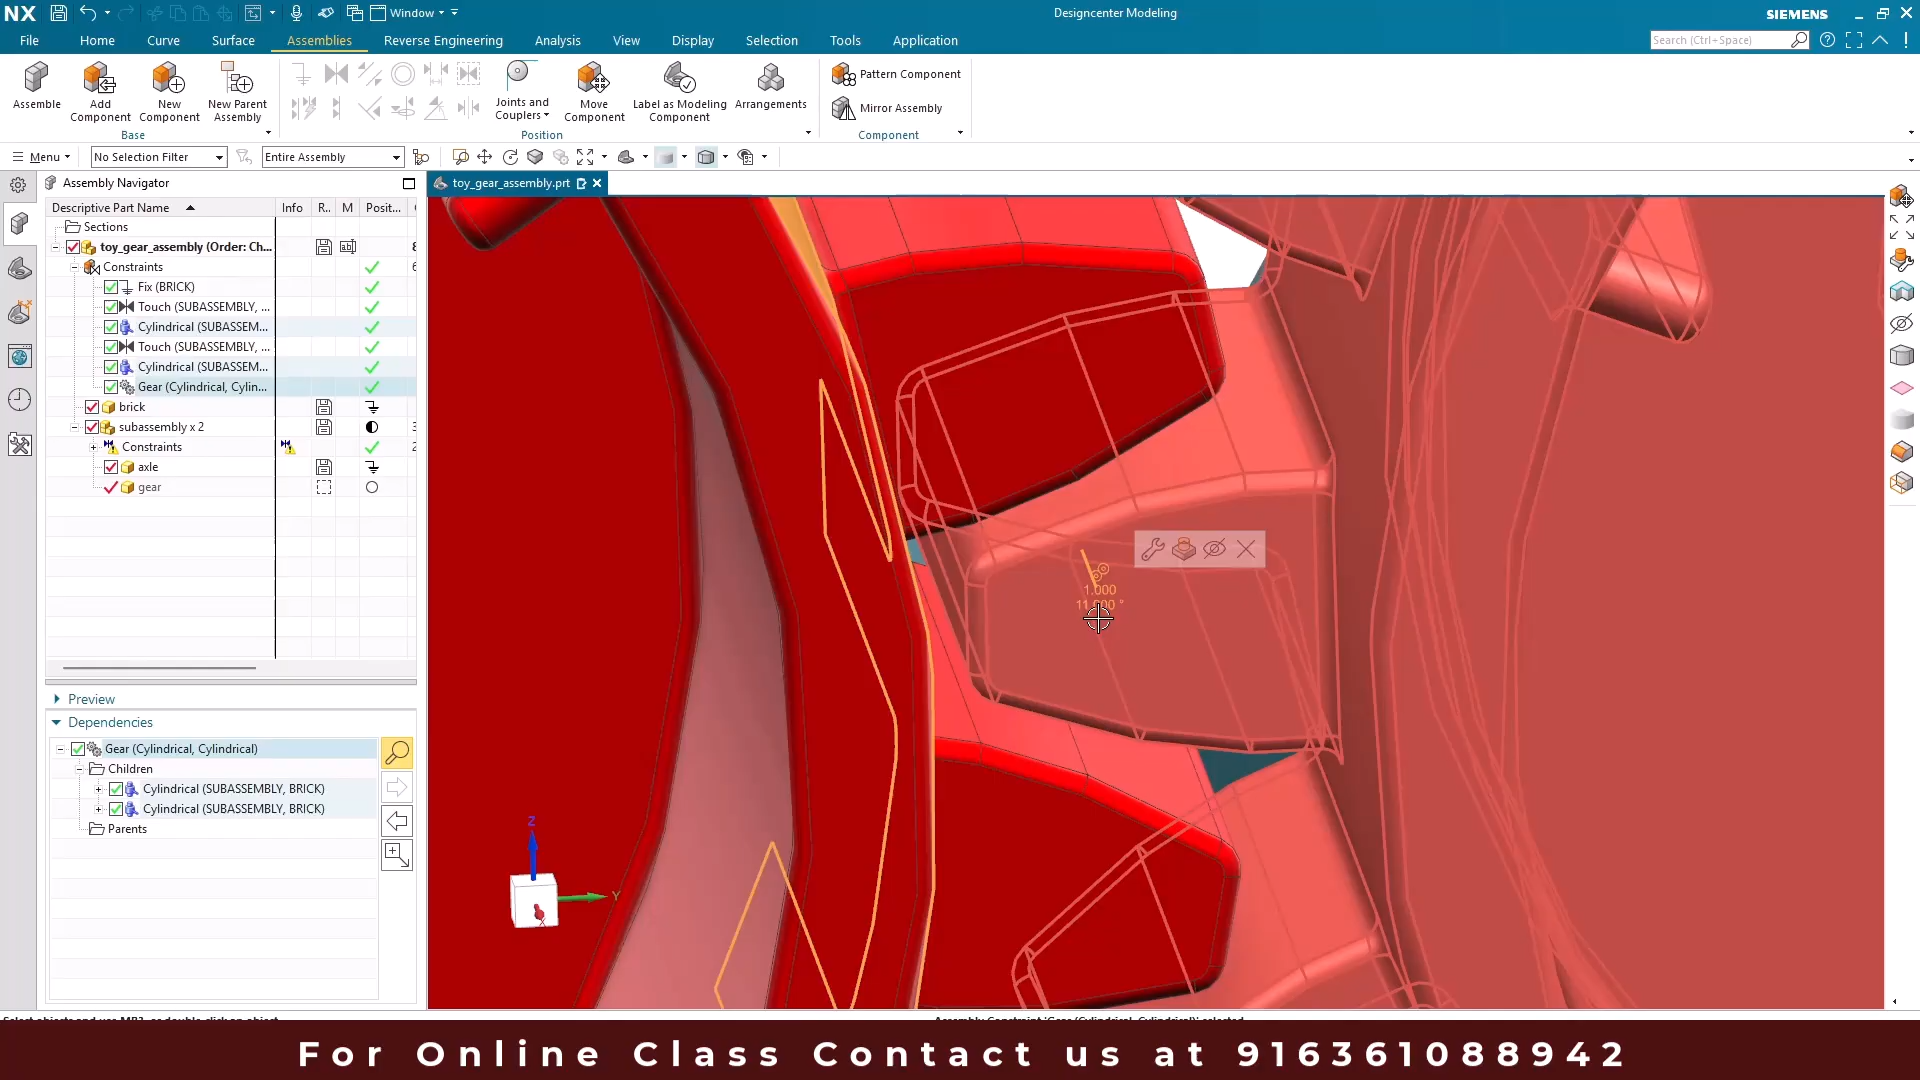 NX
Window
Designcenter Modeling
SIEMENS
File
Home
Curve
Surface
Assemblies
Reverse Engineering
Analysis
View
Display
Selection
Tools
Application
Search (Ctrl+Space)
Assemble
Add
Component
New
Component
New Parent
Assembly
Joints and
Couplers
Move
Component
Label as Modeling
Component
Arrangements
Pattern Component
Mirror Assembly
Base
Position
Component
Menu
No Selection Filter
Entire Assembly
Assembly Navigator
toy_gear_assembly.prt
Descriptive Part Name
Info
R..
M
Posit...
Sections
toy_gear_assembly (Order: Ch...
Constraints
Fix (BRICK)
Touch (SUBASSEMBLY, ...
Cylindrical (SUBASSEM...
Touch (SUBASSEMBLY, ...
Cylindrical (SUBASSEM...
Gear (Cylindrical, Cylin...
brick
subassembly x 2
Constraints
axle
gear
Preview
Dependencies
Gear (Cylindrical, Cylindrical)
Children
Cylindrical (SUBASSEMBLY, BRICK)
Cylindrical (SUBASSEMBLY, BRICK)
Parents
1.000
Z
Y
X
For Online Class Contact us at 916361088942